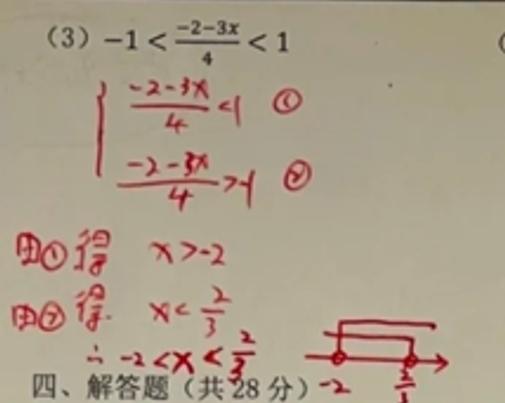 (3) -1 < \frac{-2-3x}{4} < 1
\frac{-2-3x}{4} < 1 ①
\frac{-2-3x}{4} > -1 ②
由①得 x > -2
由②得. x < \frac{2}{3}
∴ -2 < x < \frac{2}{3}
四、解答题（共28分）
-2 \frac{2}{3}